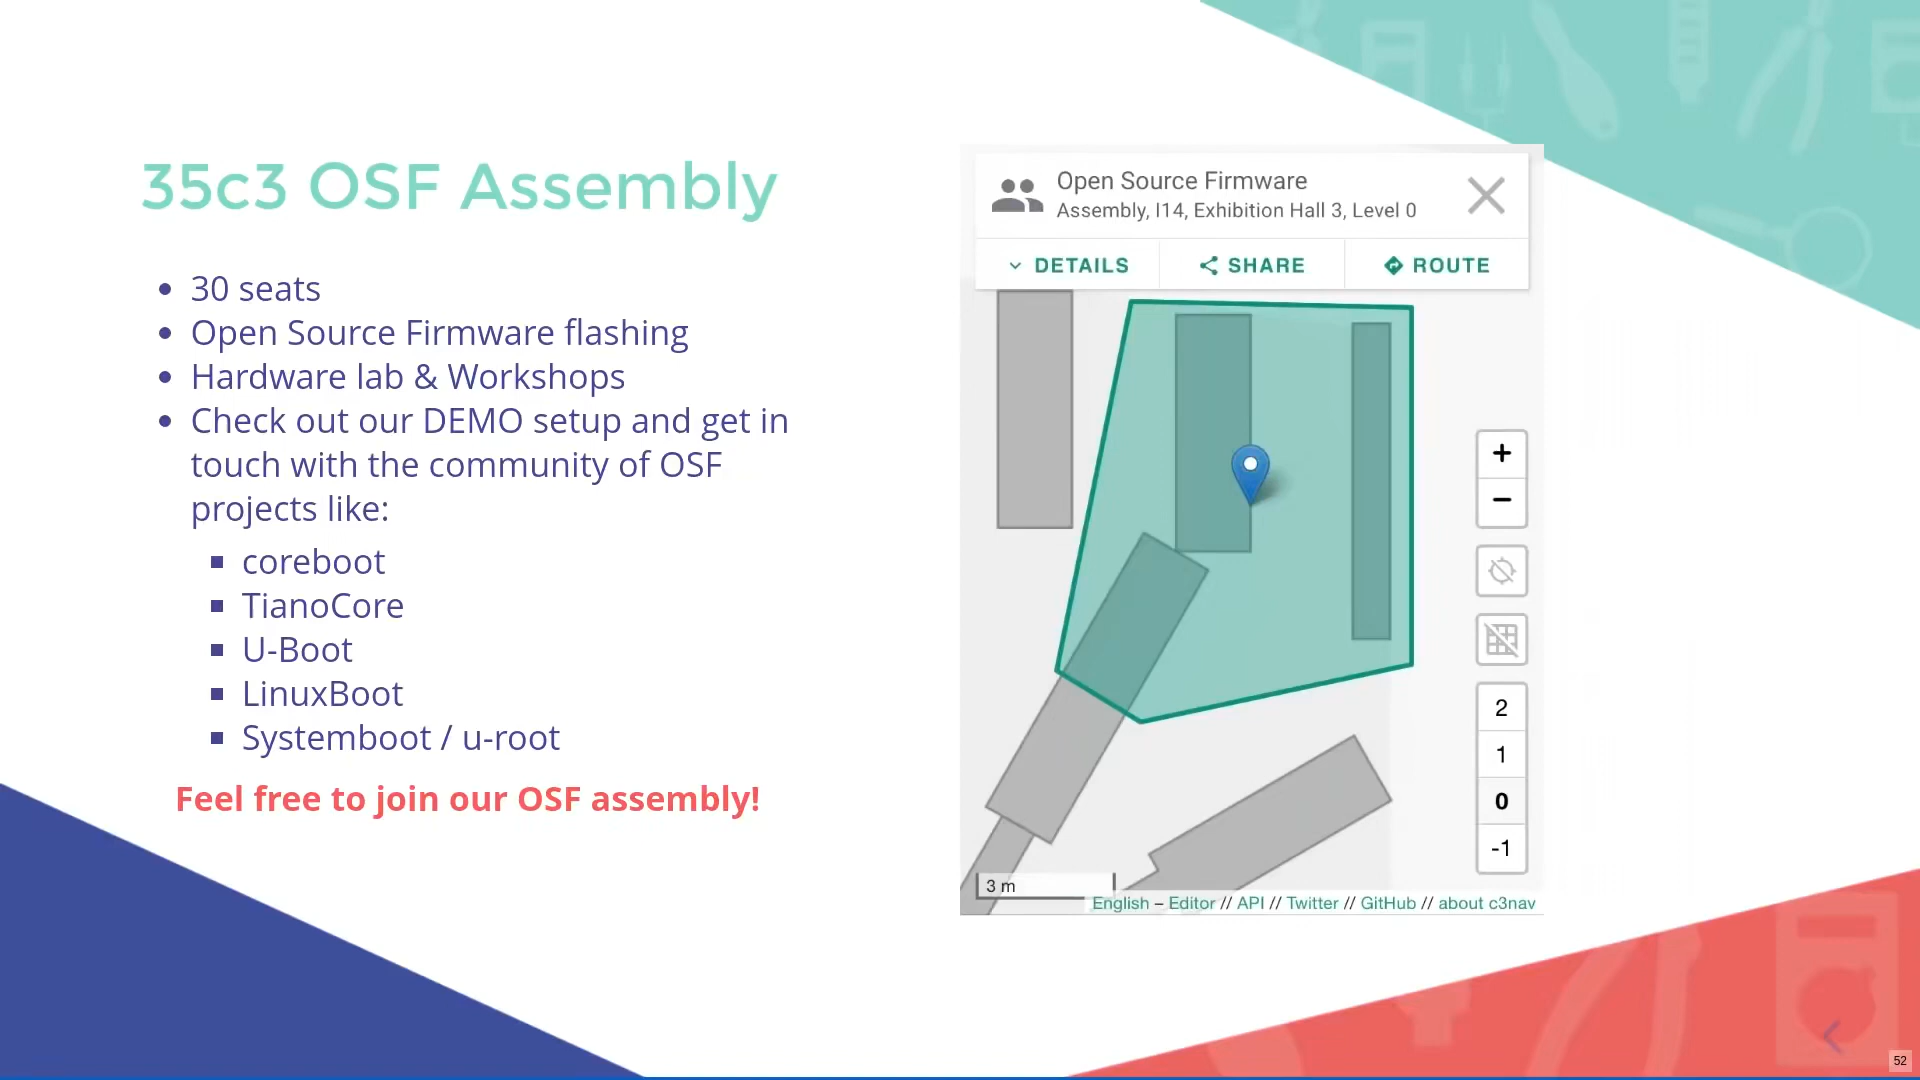 35c3 OSF Assembly
30 seats
Open Source Firmware flashing
Hardware lab & Workshops
Check out our DEMO setup and get in
touch with the community of OSF
projects like:
coreboot
TianoCore
U-Boot
LinuxBoot
Systemboot / u-root
Feel free to join our OSF assembly!
Open Source Firmware
Assembly, I14, Exhibition Hall 3, Level 0
DETAILS
SHARE
ROUTE
+
−
2
1
0
-1
3 m
English – Editor // API // Twitter // GitHub // about c3nav
52